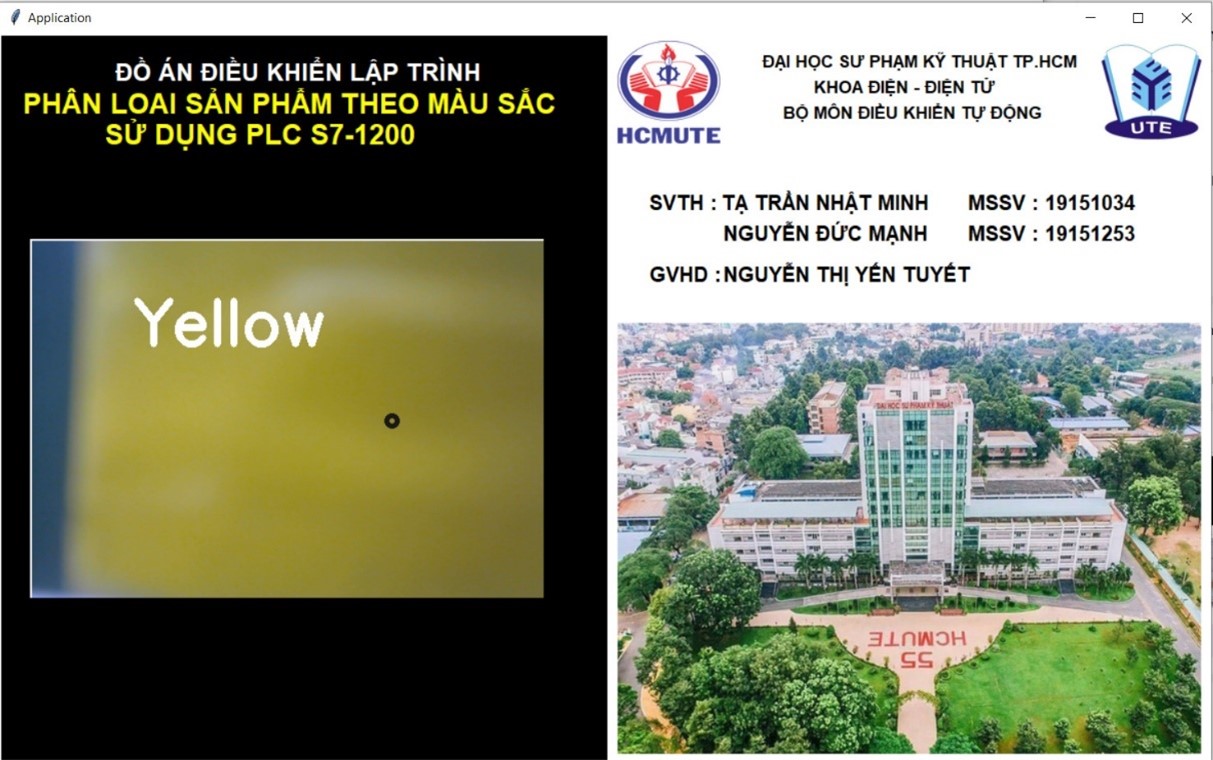 Application
ĐỒ ÁN ĐIỀU KHIỂN LẬP TRÌNH
PHÂN LOAI SẢN PHẨM THEO MÀU SẮC
SỬ DỤNG PLC S7-1200
Yellow
HCMUTE
ĐẠI HỌC SƯ PHẠM KỸ THUẬT TP.HCM
KHOA ĐIỆN - ĐIỆN TỬ
BỘ MÔN ĐIỀU KHIỂN TỰ ĐỘNG
UTE
SVTH : TẠ TRẦN NHẬT MINH MSSV : 19151034
NGUYỄN ĐỨC MẠNH MSSV : 19151253
GVHD : NGUYỄN THỊ YẾN TUYẾT
ĐẠI HỌC SƯ PHẠM KỸ THUẬT
HCMUTE
55